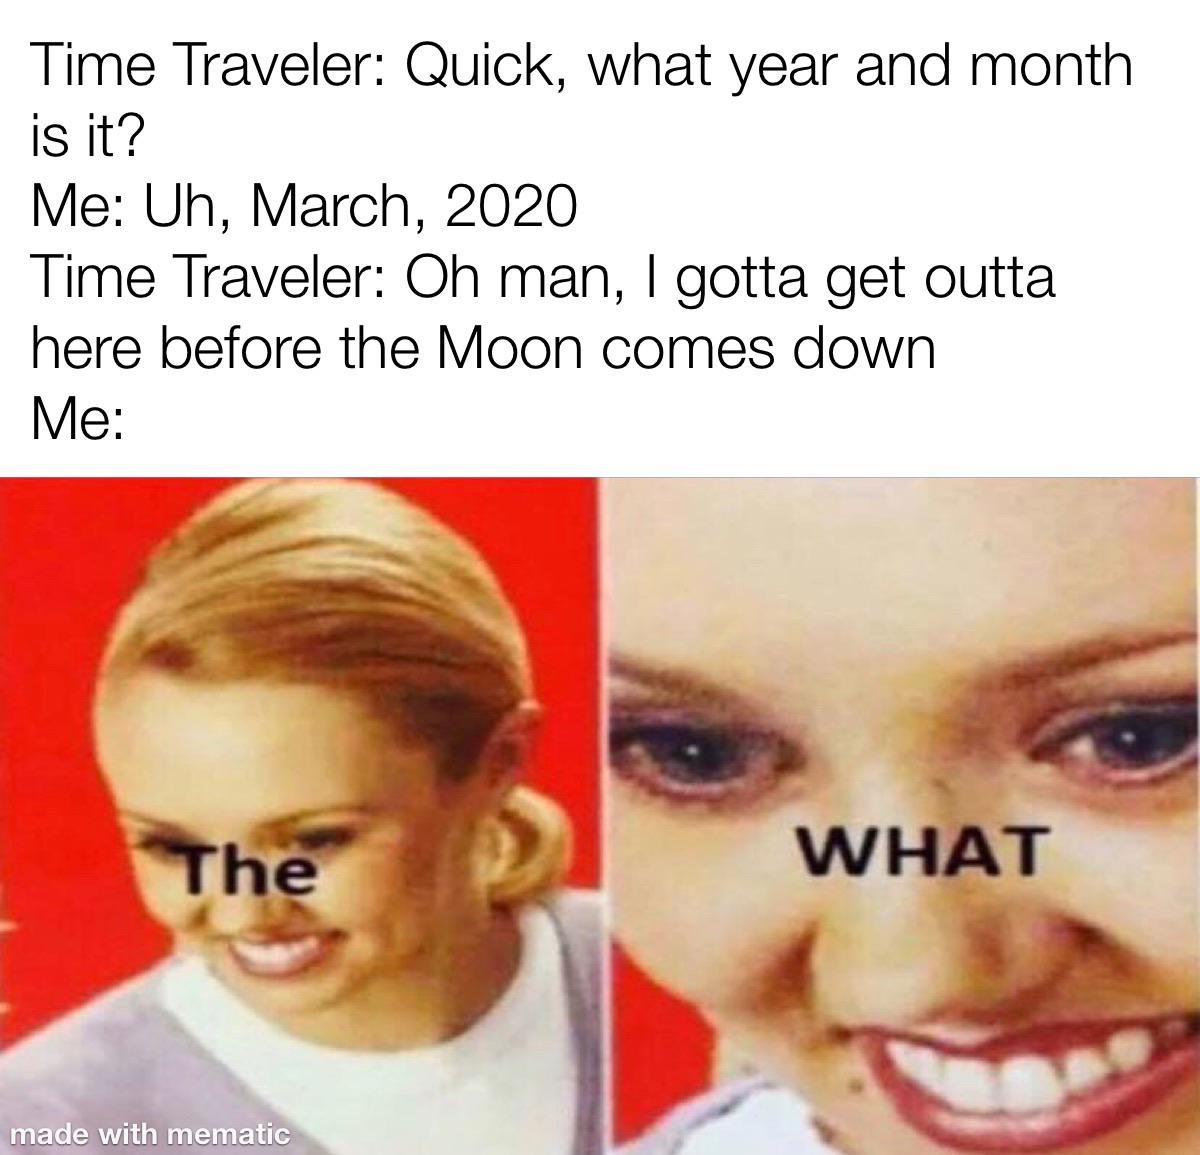 Time Traveler: Quick, what year and month
is it?
Me: Uh, March, 2020
Time Traveler: Oh man, I gotta get outta
here before the Moon comes down
Me:
The
WHAT
made with mematic